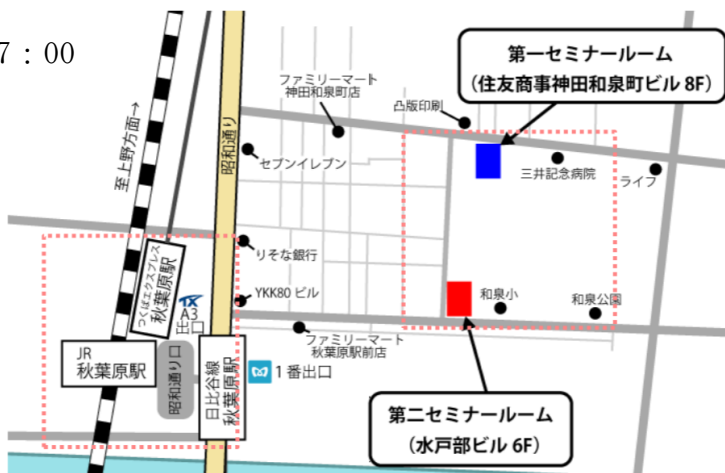 7：00
第一セミナールーム
（住友商事神田和泉町ビル 8F）
ファミリーマート
神田和泉町店
凸版印刷
至上野方面→
昭和通り
セブンイレブン
三井記念病院
ライフ
りそな銀行
つくばエクスプレス
秋葉原駅
TX
A3
出口
YKK80 ビル
和泉小
和泉公園
ファミリーマート
秋葉原駅前店
JR
秋葉原駅
昭和通り口
日比谷線
秋葉原駅
1 番出口
第二セミナールーム
（水戸部ビル 6F）